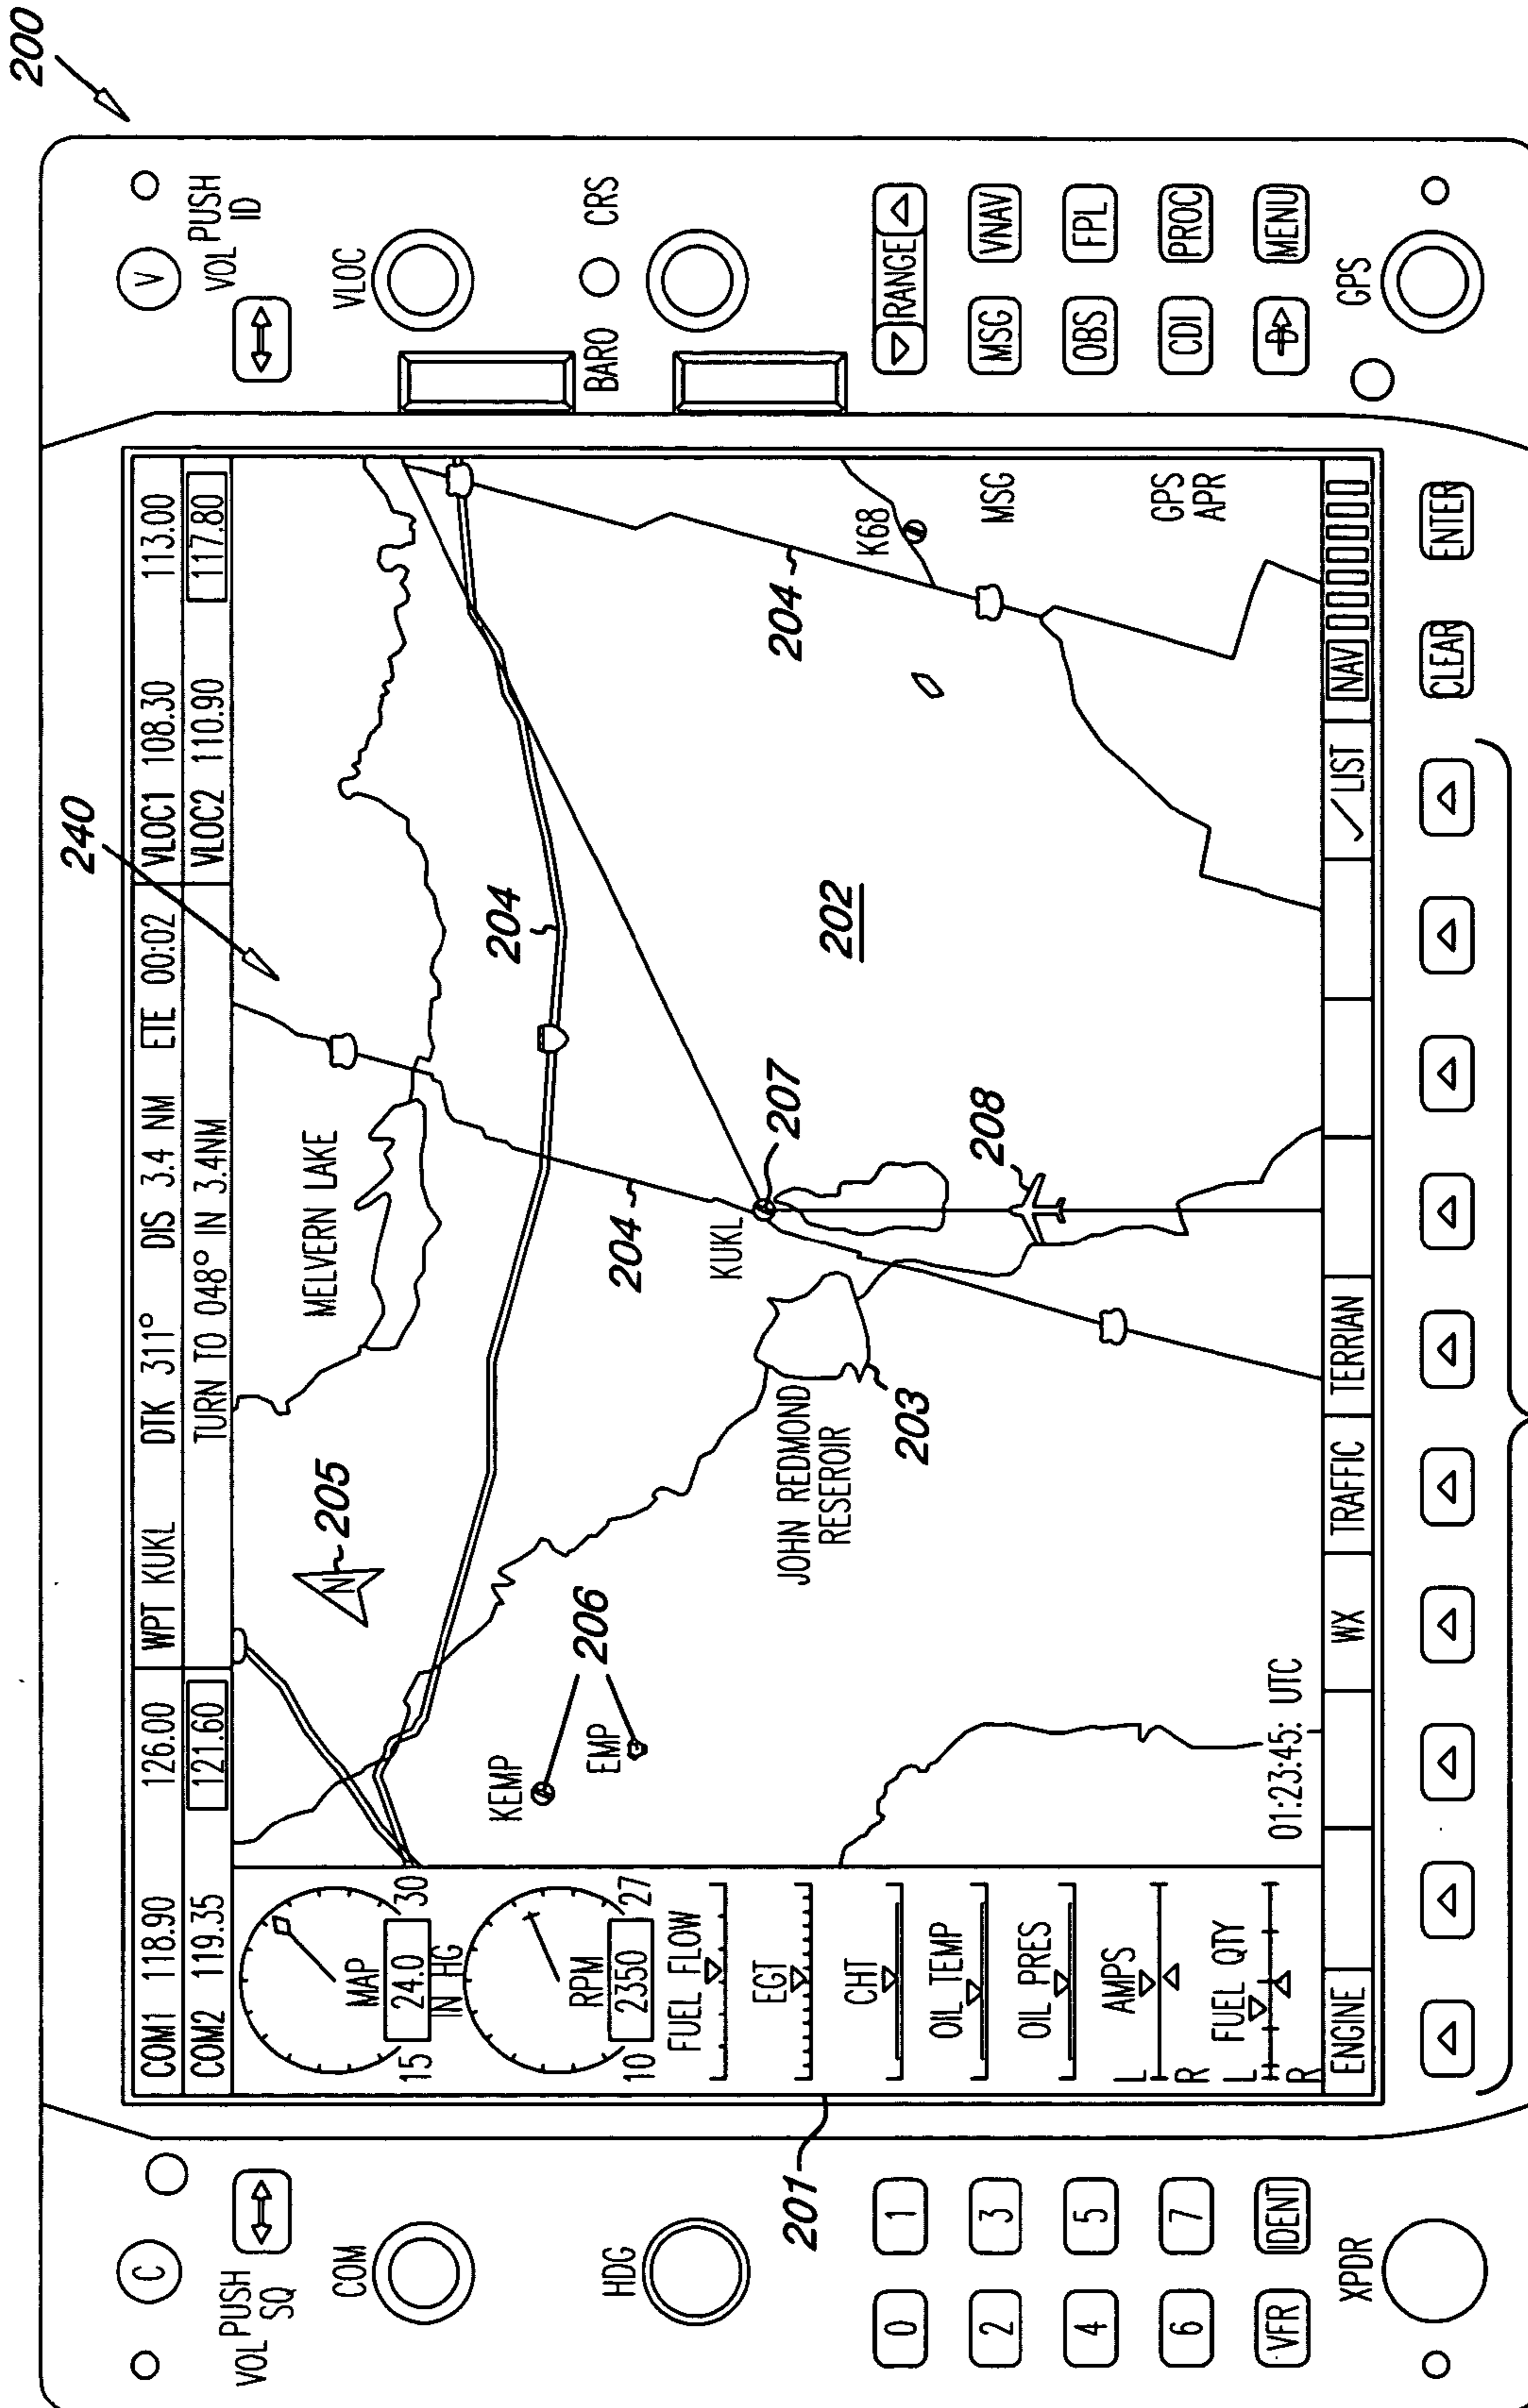 200
C
VOL PUSH
SQ
COM
HDG
0 1
2 3
4 5
6 7
VFR IDENT
XPDR
201
COM1 118.90 126.00
COM2 119.35 121.60
WPT KUKL DTK 311° DIS 3.4 NM ETE 00:02
TURN TO 048° IN 3.4NM
VLOC1 108.30 113.00
VLOC2 110.90 117.80
240
MAP
24.0
15 30
IN HG
RPM
2350
10 27
FUEL FLOW
EGT
CHT
OIL TEMP
OIL PRES
AMPS
L
R
FUEL QTY
L
R
N
205
MELVERN LAKE
204
KEMP
206
EMP
204
KUKL
207
JOHN REDMOND
RESEROIR
203
202
204
K68
208
MSG
GPS
APR
01:23:45: UTC
ENGINE WX TRAFFIC TERRIAN ✓LIST NAV
CLEAR ENTER
V
VOL PUSH
ID
VLOC
BARO CRS
RANGE
MSG VNAV
OBS FPL
CDI PROC
D MENU
GPS